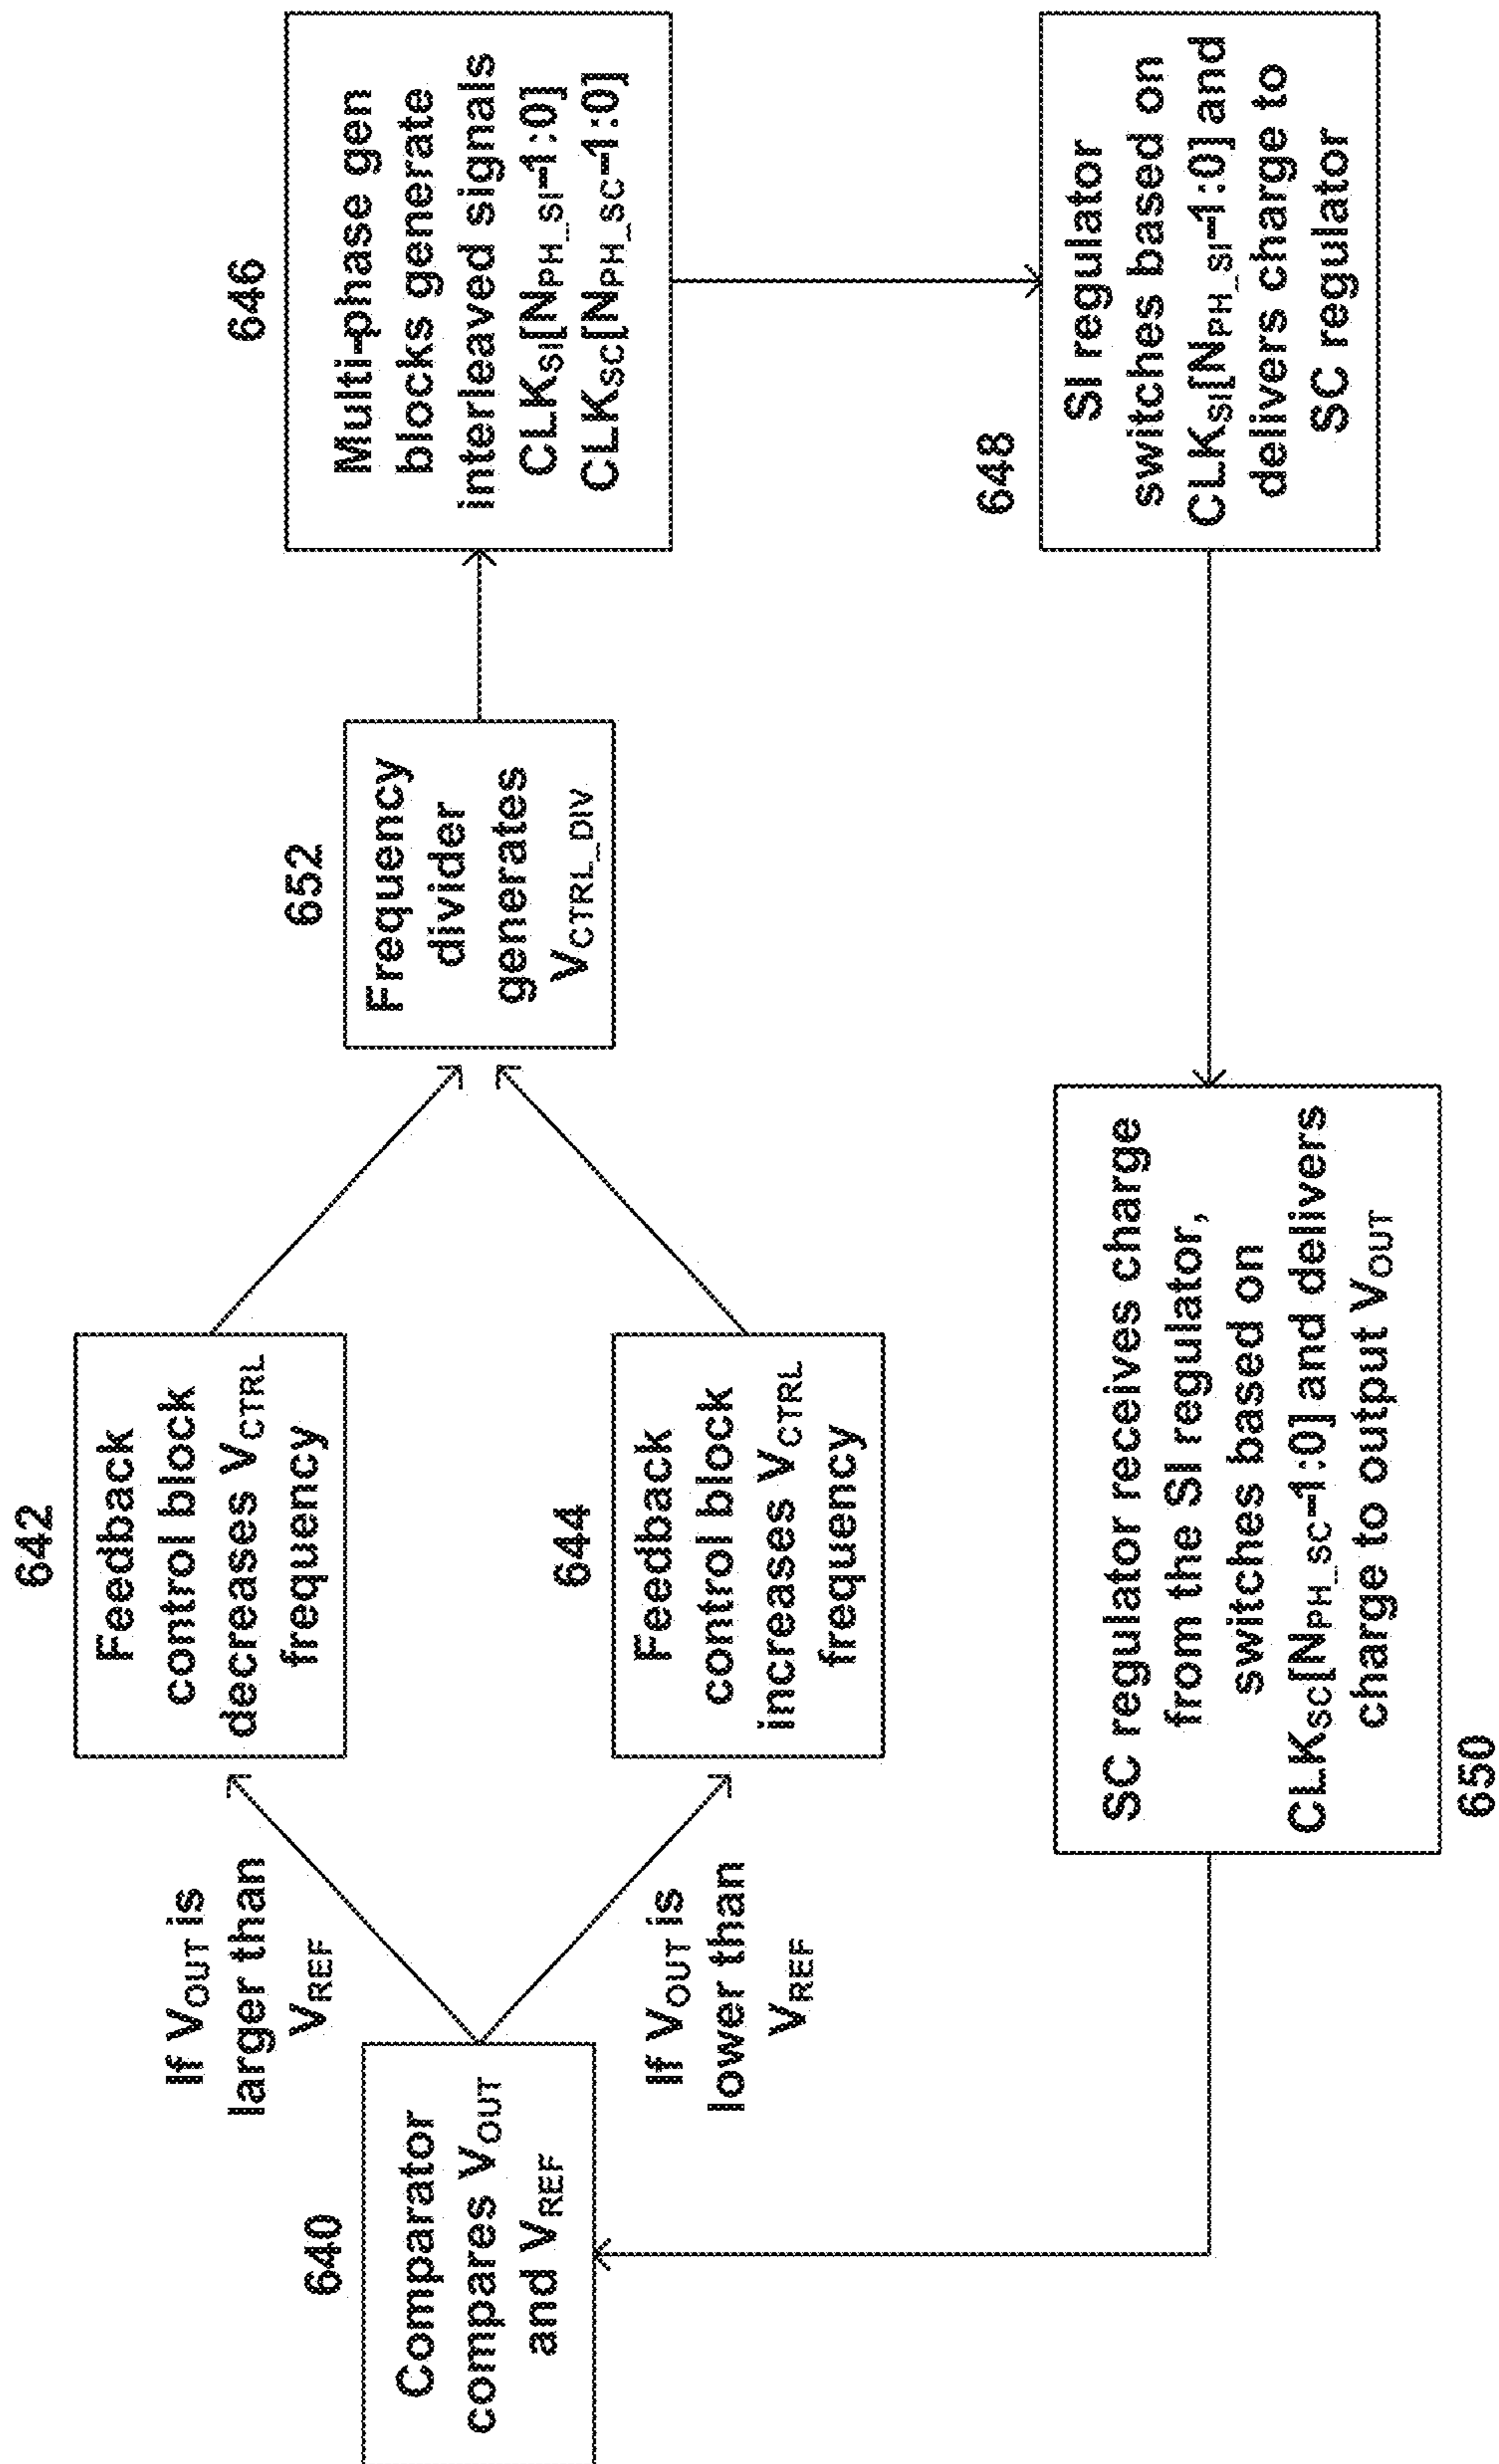 640
Comparator
compares VOUT
and VREF
If VOUT is
larger than
VREF
If VOUT is
lower than
VREF
642
Feedback
control block
decreases VCTRL
frequency
644
Feedback
control block
increases VCTRL
frequency
652
Frequency
divider
generates
VCTRL_DIV
646
Multi-phase gen
blocks generate
interleaved signals
CLKSI[NPH_SI-1:0]
CLKSC[NPH_SC-1:0]
648
SI regulator
switches based on
CLKSI[NPH_SI-1:0] and
delivers charge to
SC regulator
SC regulator receives charge
from the SI regulator,
switches based on
CLKSC[NPH_SC-1:0] and delivers
charge to output VOUT
650